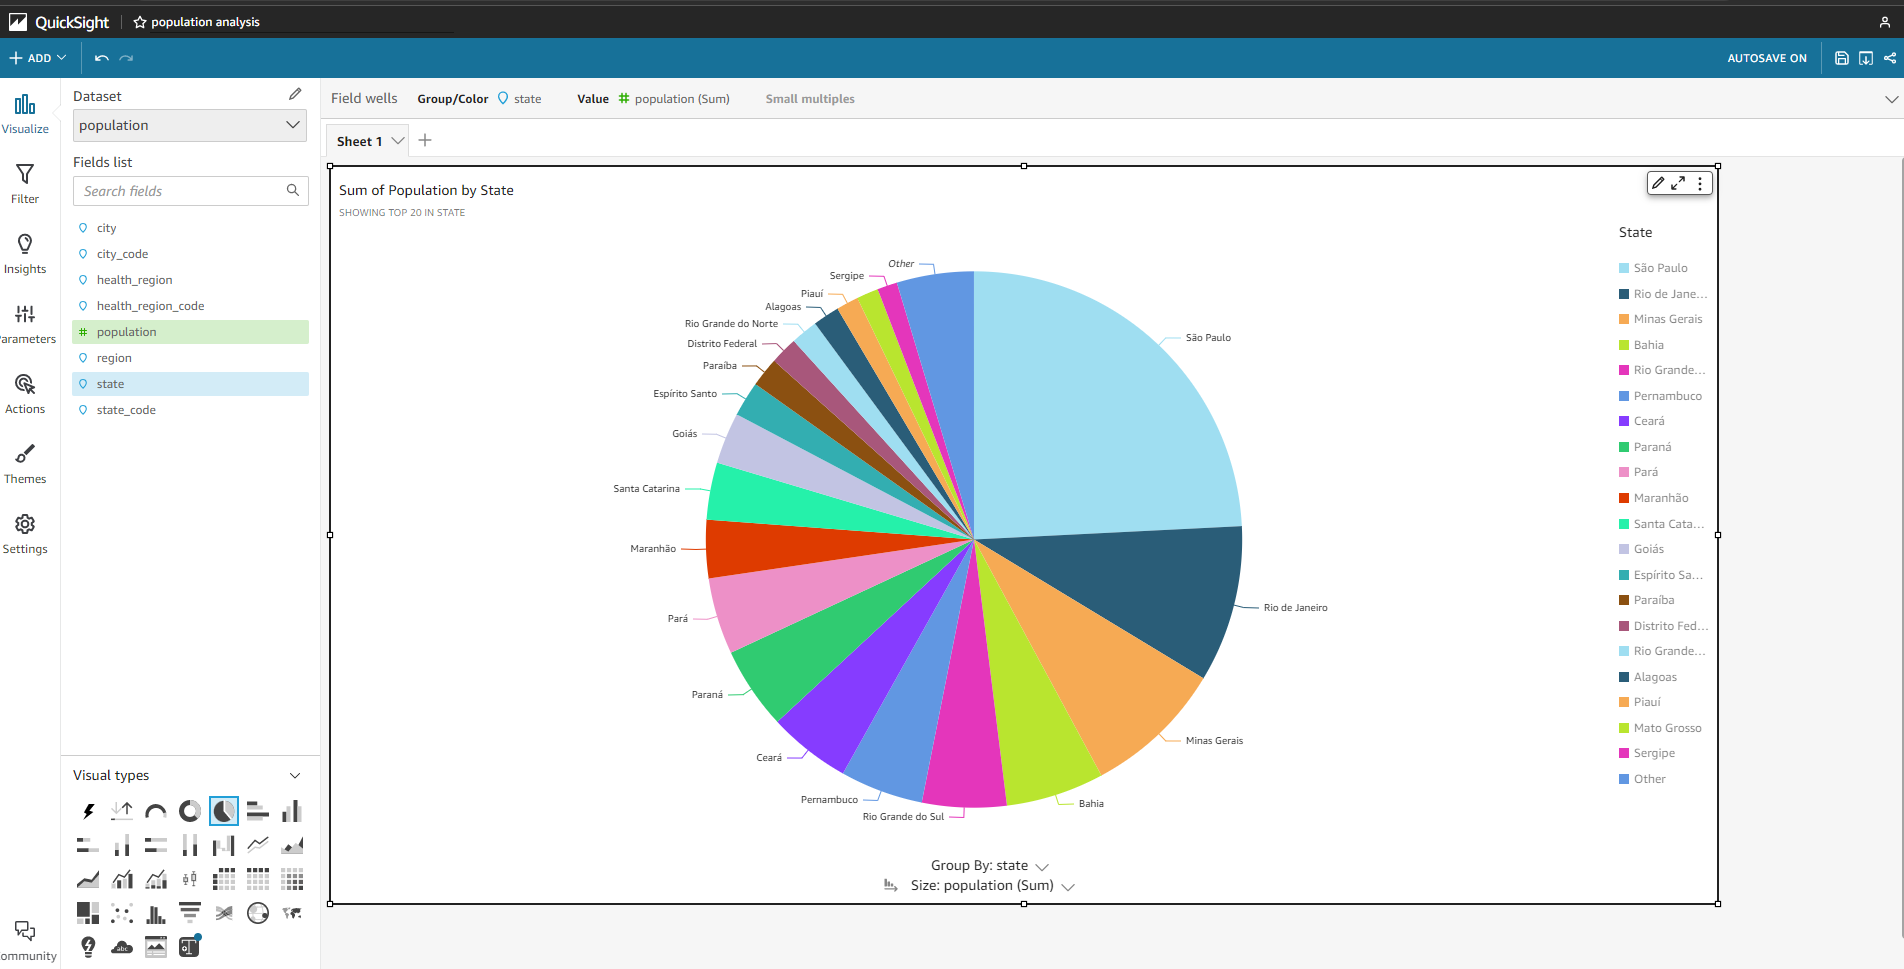 QuickSight
population analysis
ADD
AUTOSAVE ON
Visualize
Filter
Insights
arameters
Actions
Themes
Settings
ommunity
Dataset
population
Fields list
Search fields
city
city_code
health_region
health_region_code
population
region
state
state_code
Visual types
abc
Field wells Group/Color state Value population (Sum) Small multiples
Sheet 1
Sum of Population by State
SHOWING TOP 20 IN STATE
Other
Sergipe
Piauí
Alagoas
Rio Grande do Norte
Distrito Federal
Paraíba
Espírito Santo
Goiás
Santa Catarina
Maranhão
Pará
Paraná
Ceará
Pernambuco
Rio Grande do Sul
São Paulo
Rio de Janeiro
Minas Gerais
Bahia
Group By: state
Size: population (Sum)
State
São Paulo
Rio de Jane...
Minas Gerais
Bahia
Rio Grande...
Pernambuco
Ceará
Paraná
Pará
Maranhão
Santa Cata...
Goiás
Espírito Sa...
Paraíba
Distrito Fed...
Rio Grande...
Alagoas
Piauí
Mato Grosso
Sergipe
Other